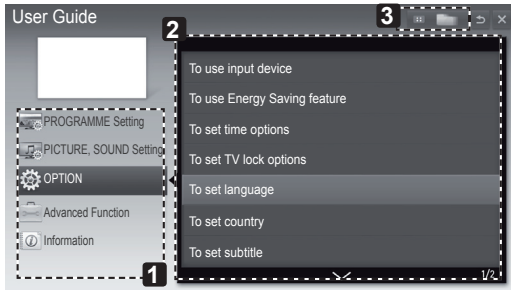 User Guide
3
2
To use input device
To use Energy Saving feature
PROGRAMME Setting
To set time options
PICTURE, SOUND Setting
To set TV lock options
OPTION
To set language
Advanced Function
To set country
Information
To set subtitle
1
1/2